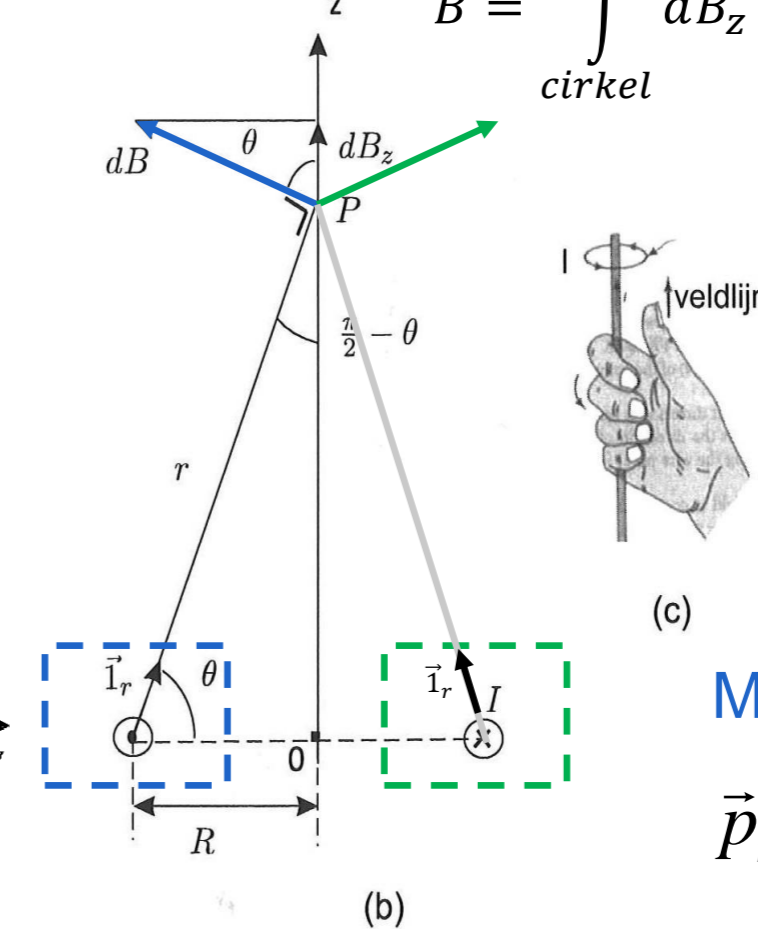 z
B = ∫ dB_z
cirkel
dB
θ
dB_z
P
I
veldlijn
π/2 − θ
r
(c)
1⃗_r
θ
1⃗_r
I
M
0
R
p⃗
(b)